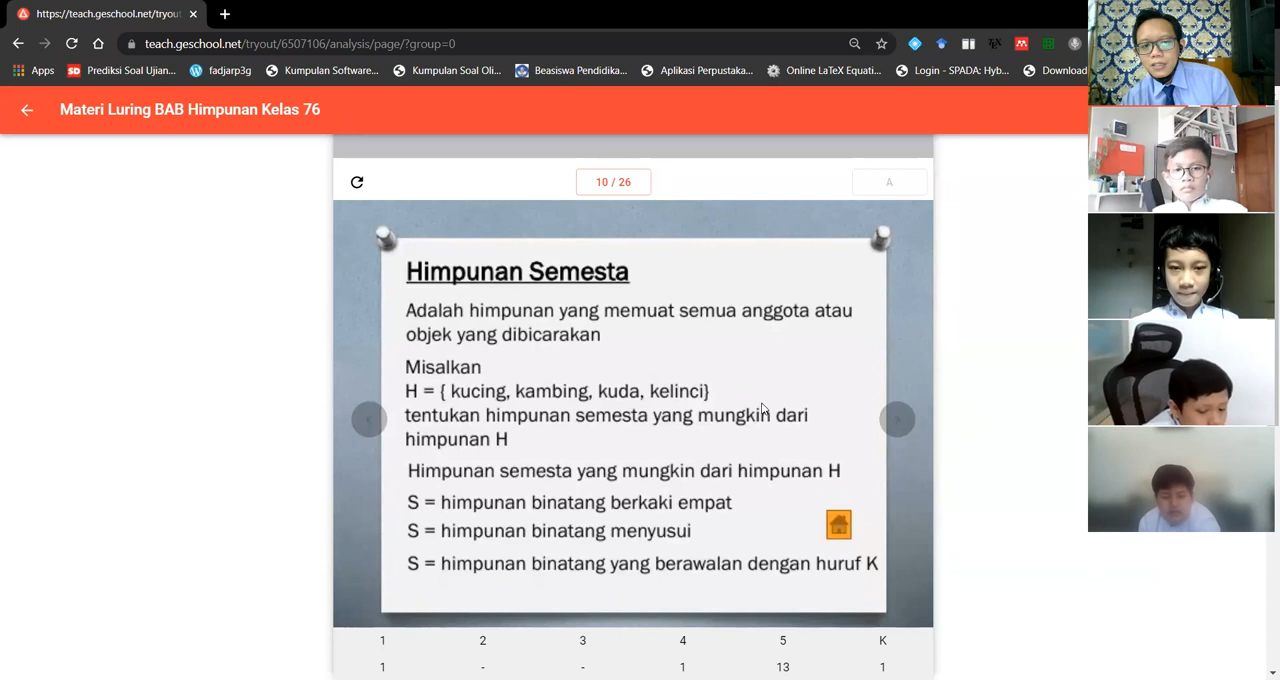 https://teach.geschool.net/tryout
teach.geschool.net/tryout/6507106/analysis/page/?group=0
Apps
SD Prediksi Soal Ujian...
fadjarp3g
Kumpulan Software...
Kumpulan Soal Oli...
Beasiswa Pendidika...
Aplikasi Perpustaka...
Online LaTeX Equati...
Login - SPADA: Hyb...
Download
Materi Luring BAB Himpunan Kelas 76
10 / 26
A
Himpunan Semesta
Adalah himpunan yang memuat semua anggota atau
objek yang dibicarakan
Misalkan
H = { kucing, kambing, kuda, kelinci}
tentukan himpunan semesta yang mungkin dari
himpunan H
Himpunan semesta yang mungkin dari himpunan H
S = himpunan binatang berkaki empat
S = himpunan binatang menyusui
S = himpunan binatang yang berawalan dengan huruf K
1 2 3 4 5 K
1 - - 1 13 1